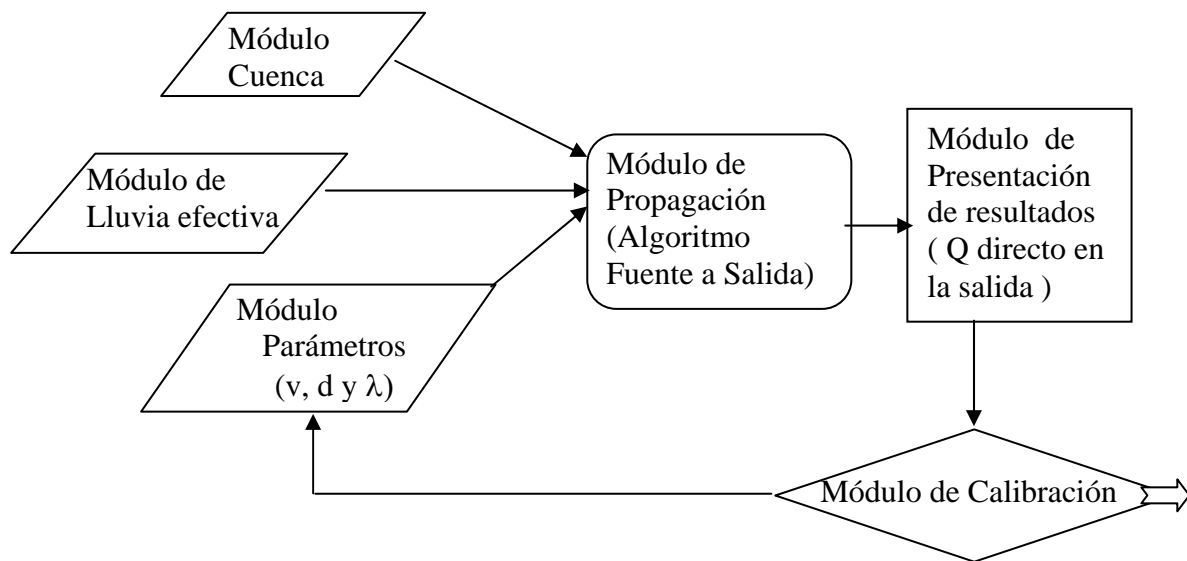 Módulo
Cuenca
Módulo de
Lluvia efectiva
Módulo
Parámetros
(v, d y λ)
Módulo de
Propagación
(Algoritmo
Fuente a Salida)
Módulo de
Presentación
de resultados
( Q directo en
la salida )
Módulo de Calibración